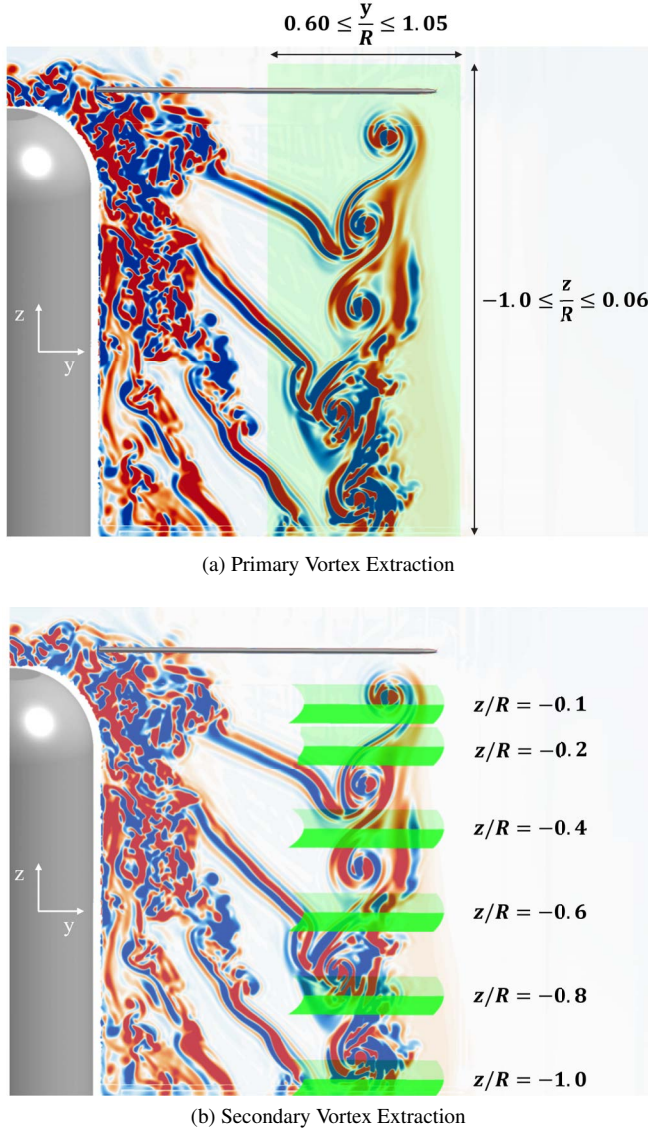 0.60 ≤ y/R ≤ 1.05
−1.0 ≤ z/R ≤ 0.06
z
y
(a) Primary Vortex Extraction
z/R = −0.1
z/R = −0.2
z/R = −0.4
z/R = −0.6
z
y
z/R = −0.8
z/R = −1.0
(b) Secondary Vortex Extraction